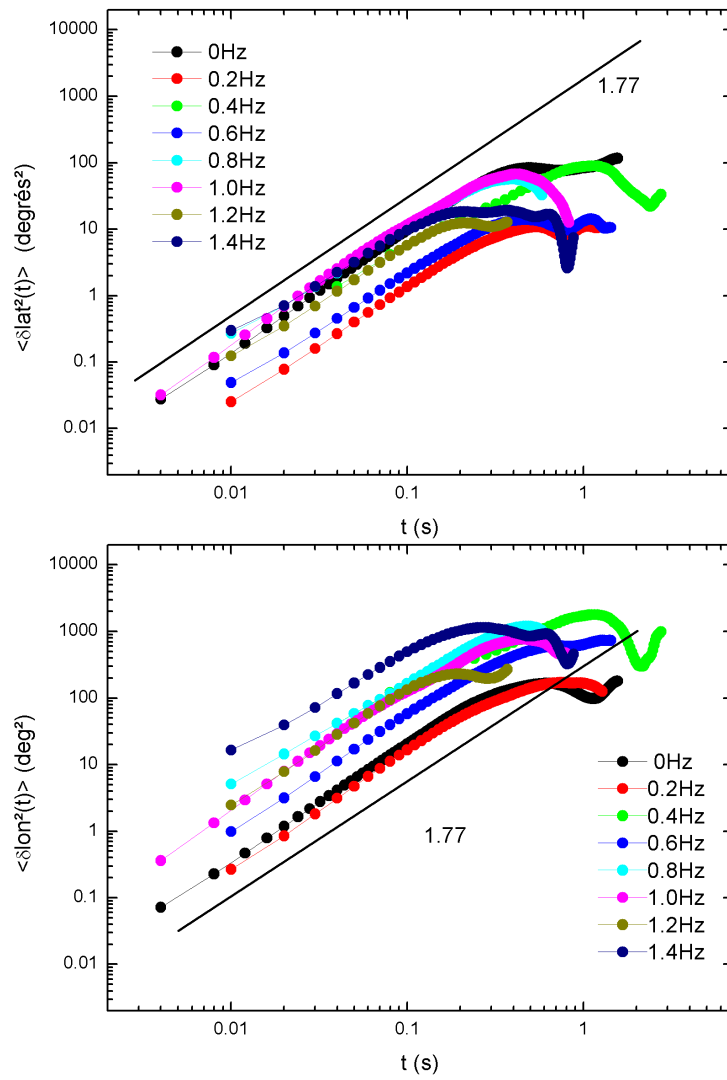 10000
1000
100
10
1
0.1
0.01
<δlat²(t)> (degrés²)
0Hz
0.2Hz
0.4Hz
0.6Hz
0.8Hz
1.0Hz
1.2Hz
1.4Hz
1.77
0.01 0.1 1
t (s)
10000
1000
100
10
1
0.1
0.01
<δlon²(t)> (deg²)
0Hz
0.2Hz
0.4Hz
0.6Hz
0.8Hz
1.0Hz
1.2Hz
1.4Hz
1.77
0.01 0.1 1
t (s)